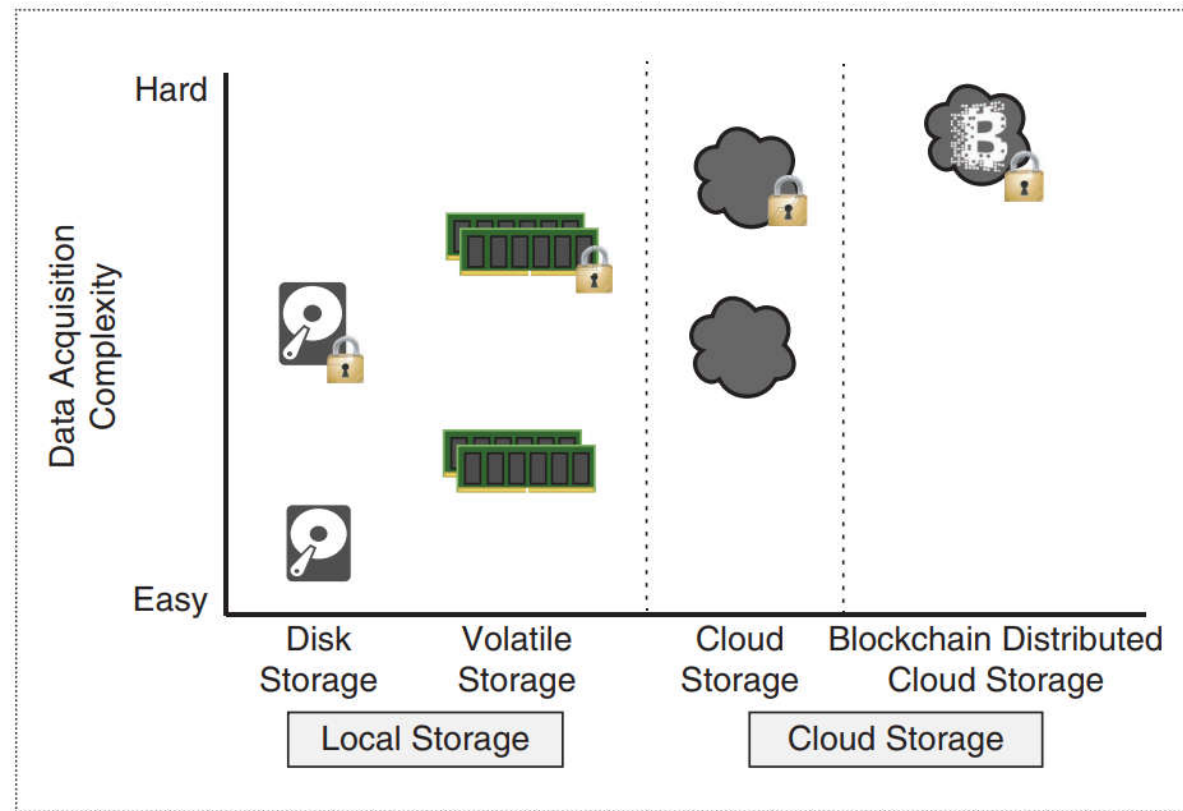 Hard
Data Acquisition
Complexity
Easy
Disk
Storage
Volatile
Storage
Cloud
Storage
Blockchain Distributed
Cloud Storage
Local Storage
Cloud Storage